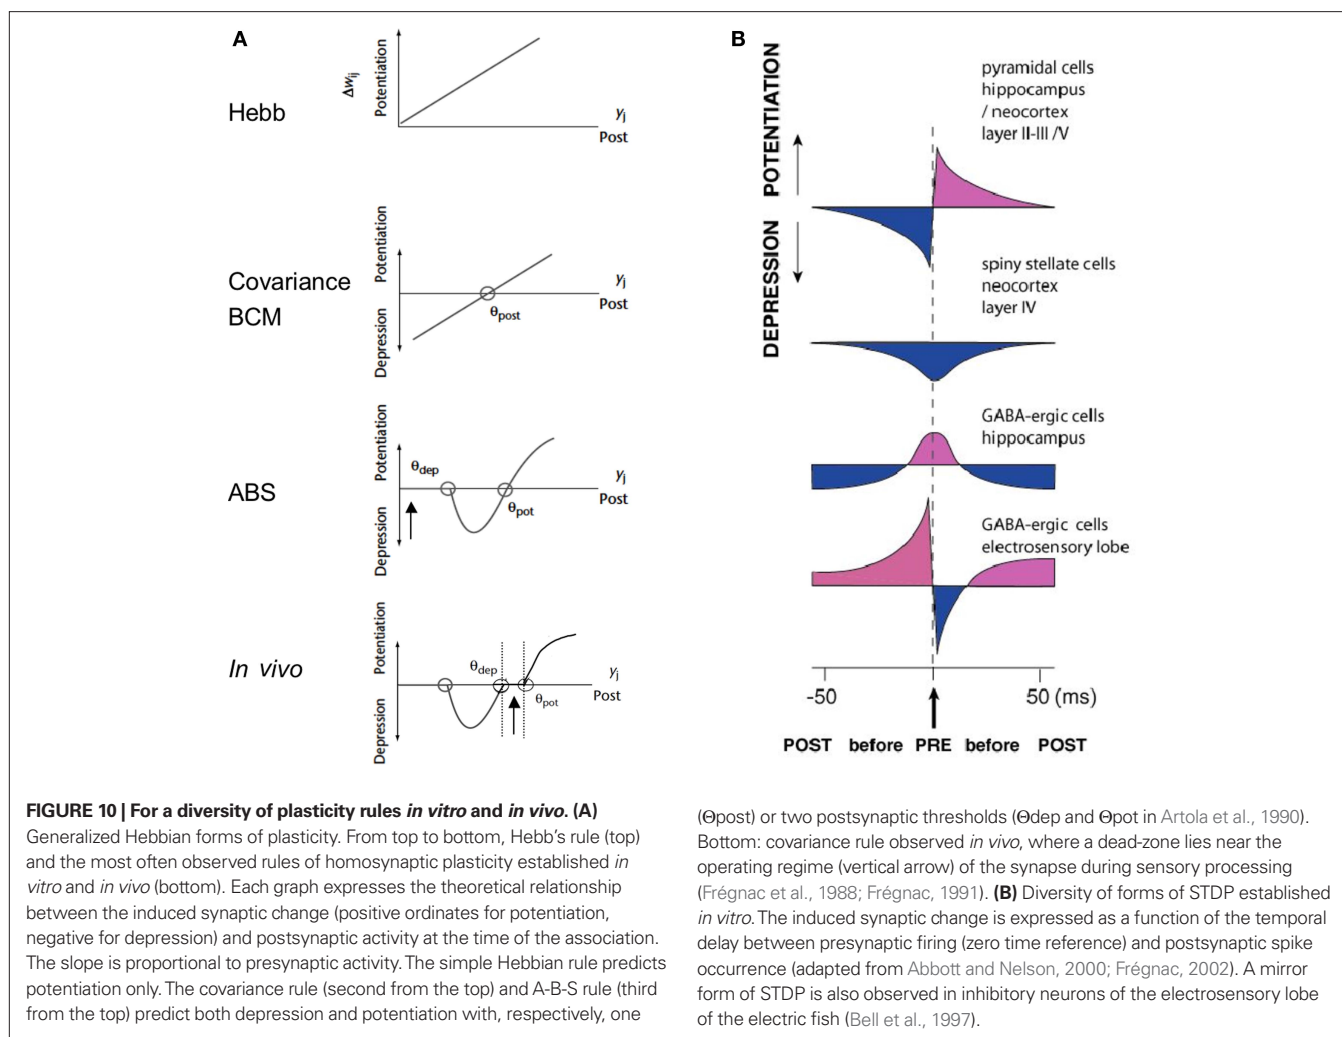 A
Hebb
Δwij
Potentiation
yj
Post
Covariance
BCM
Potentiation
Depression
yj
Post
θpost
ABS
Potentiation
Depression
θdep
yj
Post
θpot
In vivo
Potentiation
Depression
θdep
yj
Post
θpot
B
POTENTIATION
DEPRESSION
pyramidal cells
hippocampus
/ neocortex
layer II-III /V
spiny stellate cells
neocortex
layer IV
GABA-ergic cells
hippocampus
GABA-ergic cells
electrosensory lobe
-50
50 (ms)
POST before PRE before POST
FIGURE 10 | For a diversity of plasticity rules in vitro and in vivo. (A)
Generalized Hebbian forms of plasticity. From top to bottom, Hebb's rule (top)
and the most often observed rules of homosynaptic plasticity established in
vitro and in vivo (bottom). Each graph expresses the theoretical relationship
between the induced synaptic change (positive ordinates for potentiation,
negative for depression) and postsynaptic activity at the time of the association.
The slope is proportional to presynaptic activity. The simple Hebbian rule predicts
potentiation only. The covariance rule (second from the top) and A-B-S rule (third
from the top) predict both depression and potentiation with, respectively, one
(Θpost) or two postsynaptic thresholds (Θdep and Θpot in Artola et al., 1990).
Bottom: covariance rule observed in vivo, where a dead-zone lies near the
operating regime (vertical arrow) of the synapse during sensory processing
(Frégnac et al., 1988; Frégnac, 1991). (B) Diversity of forms of STDP established
in vitro. The induced synaptic change is expressed as a function of the temporal
delay between presynaptic firing (zero time reference) and postsynaptic spike
occurrence (adapted from Abbott and Nelson, 2000; Frégnac, 2002). A mirror
form of STDP is also observed in inhibitory neurons of the electrosensory lobe
of the electric fish (Bell et al., 1997).